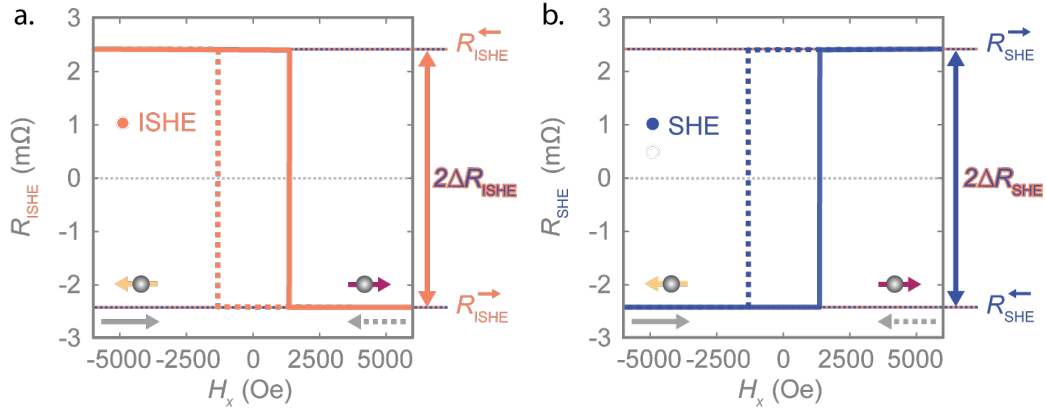 a.
3
2
1
0
-1
-2
-3
R_ISHE (mΩ)
ISHE
R_ISHE
2ΔR_ISHE
R_ISHE
-5000 -2500 0 2500 5000
H_x (Oe)
b.
3
2
1
0
-1
-2
-3
R_SHE (mΩ)
SHE
R_SHE
2ΔR_SHE
R_SHE
-5000 -2500 0 2500 5000
H_x (Oe)